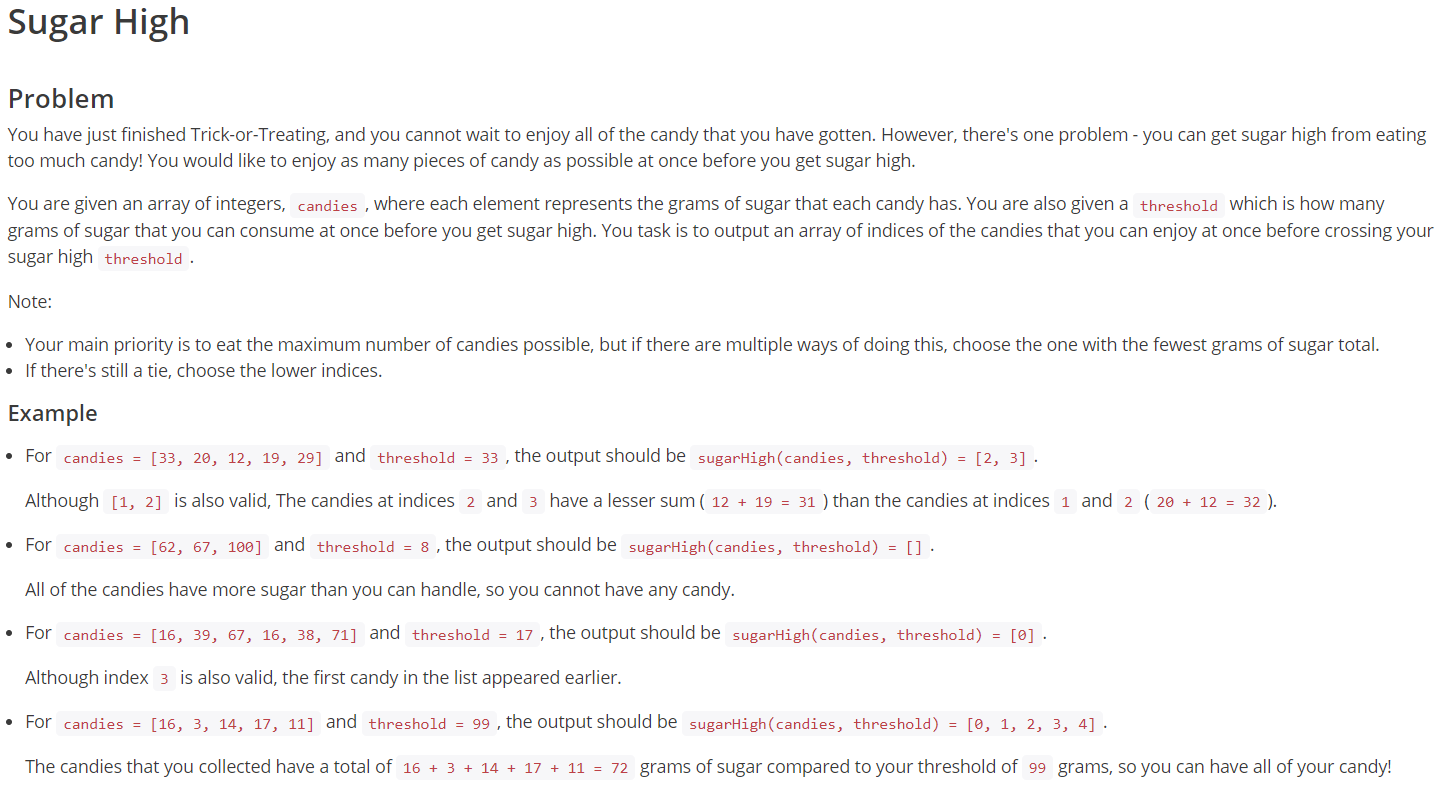 Sugar High
Problem
You have just finished Trick-or-Treating, and you cannot wait to enjoy all of the candy that you have gotten. However, there's one problem - you can get sugar high from eating
too much candy! You would like to enjoy as many pieces of candy as possible at once before you get sugar high.
You are given an array of integers, candies , where each element represents the grams of sugar that each candy has. You are also given a threshold which is how many
grams of sugar that you can consume at once before you get sugar high. You task is to output an array of indices of the candies that you can enjoy at once before crossing your
sugar high threshold .
Note:
• Your main priority is to eat the maximum number of candies possible, but if there are multiple ways of doing this, choose the one with the fewest grams of sugar total.
• If there's still a tie, choose the lower indices.
Example
• For candies = [33, 20, 12, 19, 29] and threshold = 33 , the output should be sugarHigh(candies, threshold) = [2, 3] .
Although [1, 2] is also valid, The candies at indices 2 and 3 have a lesser sum ( 12 + 19 = 31 ) than the candies at indices 1 and 2 ( 20 + 12 = 32 ).
• For candies = [62, 67, 100] and threshold = 8 , the output should be sugarHigh(candies, threshold) = [] .
All of the candies have more sugar than you can handle, so you cannot have any candy.
• For candies = [16, 39, 67, 16, 38, 71] and threshold = 17 , the output should be sugarHigh(candies, threshold) = [0] .
Although index 3 is also valid, the first candy in the list appeared earlier.
• For candies = [16, 3, 14, 17, 11] and threshold = 99 , the output should be sugarHigh(candies, threshold) = [0, 1, 2, 3, 4] .
The candies that you collected have a total of 16 + 3 + 14 + 17 + 11 = 72 grams of sugar compared to your threshold of 99 grams, so you can have all of your candy!